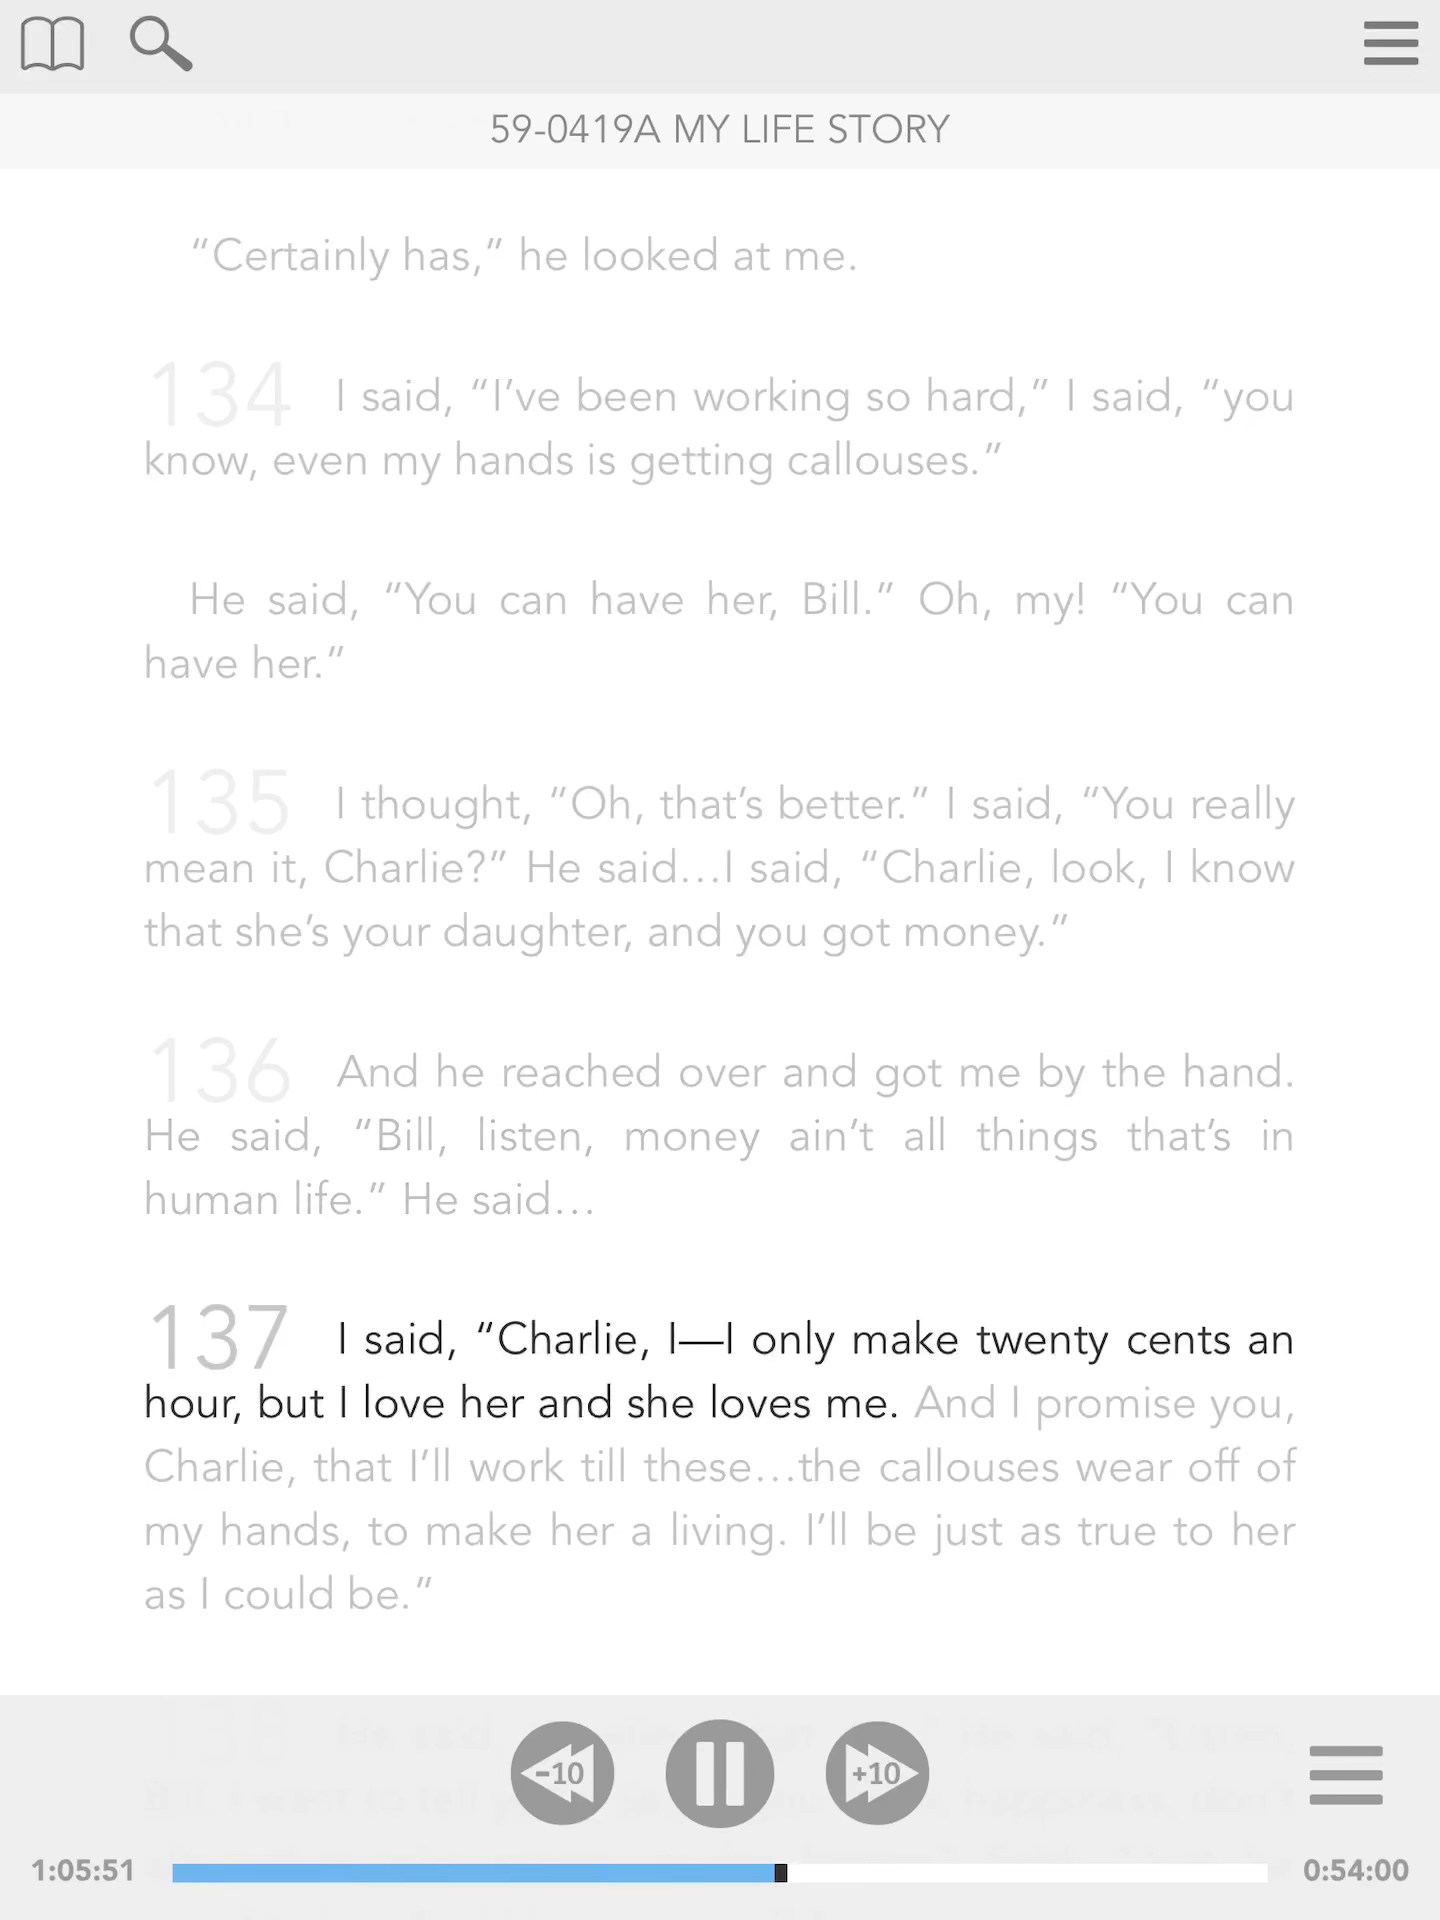 59-0419A MY LIFE STORY
“Certainly has,” he looked at me.
134 I said, “I’ve been working so hard,” I said, “you
know, even my hands is getting callouses.”
He said, “You can have her, Bill.” Oh, my! “You can
have her.”
135 I thought, “Oh, that’s better.” I said, “You really
mean it, Charlie?” He said…I said, “Charlie, look, I know
that she’s your daughter, and you got money.”
136 And he reached over and got me by the hand.
He said, “Bill, listen, money ain’t all things that’s in
human life.” He said…
137 I said, “Charlie, I—I only make twenty cents an
hour, but I love her and she loves me. And I promise you,
Charlie, that I’ll work till these…the callouses wear off of
my hands, to make her a living. I’ll be just as true to her
as I could be.”
-10 +10
1:05:51 0:54:00